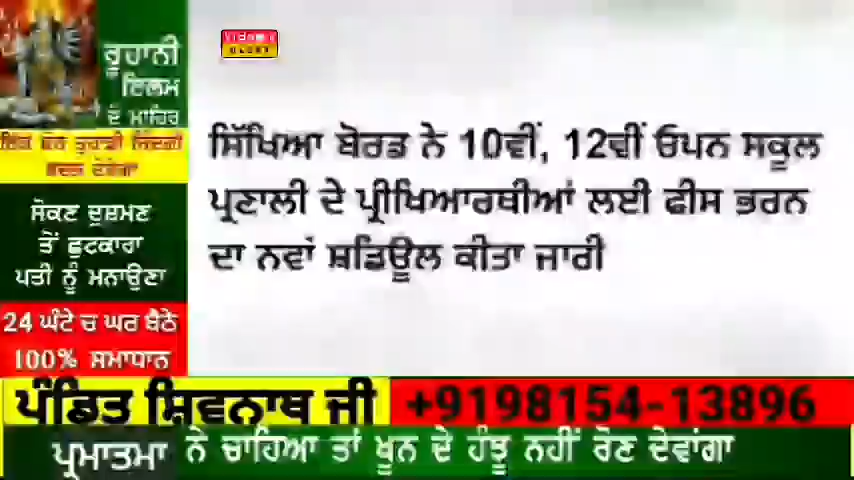 ਰੂਹਾਨੀ
ਇਲਮ
ਦੇ ਮਾਹਿਰ
ਬਦਲ ਦੇਵੇਗਾ
ਸੌਕਣ ਦੁਸ਼ਮਣ
ਤੋਂ ਛੁਟਕਾਰਾ
ਪਤੀ ਨੂੰ ਮਨਾਉਣਾ
24 ਘੰਟੇ ਚ ਘਰ ਬੈਠੇ
100% ਸਮਾਧਾਨ
ਸਿੱਖਿਆ ਬੋਰਡ ਨੇ 10ਵੀਂ, 12ਵੀਂ ਓਪਨ ਸਕੂਲ
ਪ੍ਰਣਾਲੀ ਦੇ ਪ੍ਰੀਖਿਆਰਥੀਆਂ ਲਈ ਫੀਸ ਭਰਨ
ਦਾ ਨਵਾਂ ਸ਼ਡਿਊਲ ਕੀਤਾ ਜਾਰੀ
ਪੰਡਿਤ ਸ਼ਿਵਨਾਥ ਜੀ +9198154-13896
ਪ੍ਰਮਾਤਮਾ ਨੇ ਚਾਹਿਆ ਤਾਂ ਖੂਨ ਦੇ ਹੰਝੂ ਨਹੀਂ ਰੋਣ ਦੇਵਾਂਗਾ